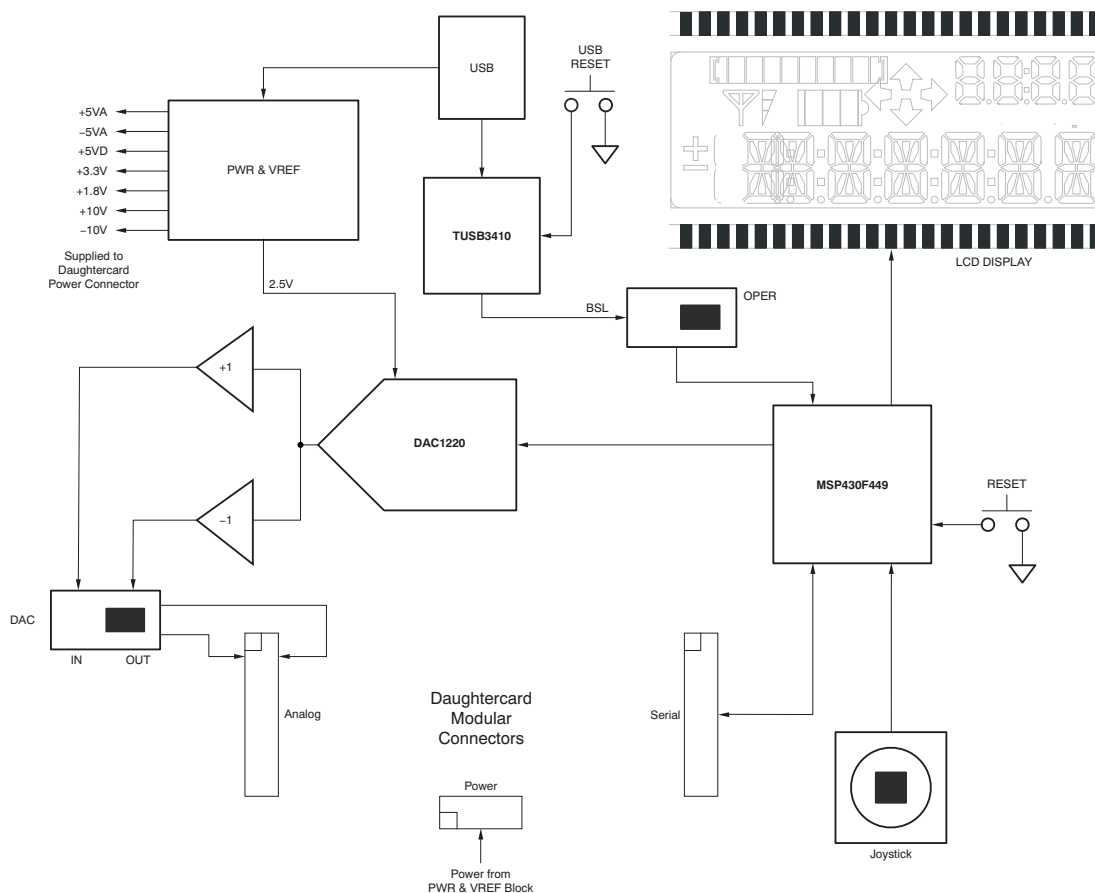 USB
USB
RESET
+5VA
−5VA
+5VD
+3.3V
+1.8V
+10V
−10V
PWR & VREF
Supplied to
Daughtercard
Power Connector
TUSB3410
LCD DISPLAY
2.5V
BSL
OPER
+1
DAC1220
MSP430F449
−1
RESET
DAC
IN
OUT
Analog
Daughtercard
Modular
Connectors
Serial
Power
Power from
PWR & VREF Block
Joystick